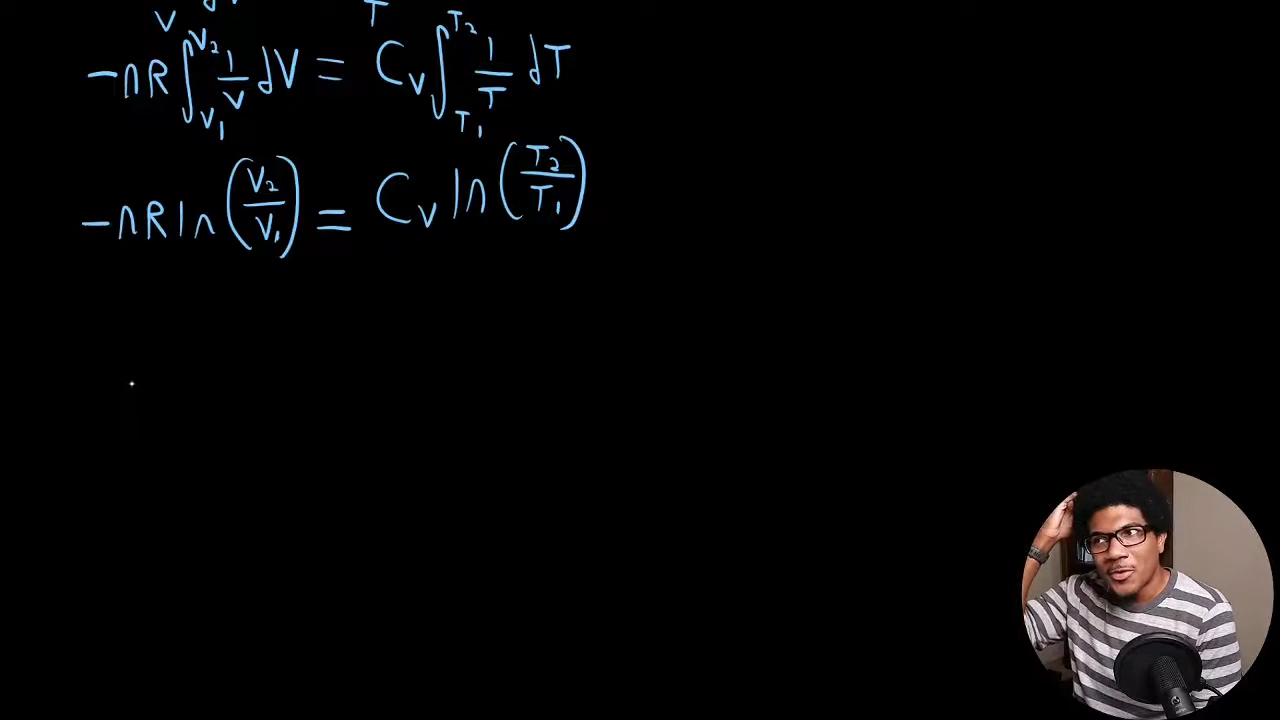 -nR∫_{V₁}^{V₂} 1/V dV = C_V ∫_{T₁}^{T₂} 1/T dT
-nR ln(V₂/V₁) = C_V ln(T₂/T₁)